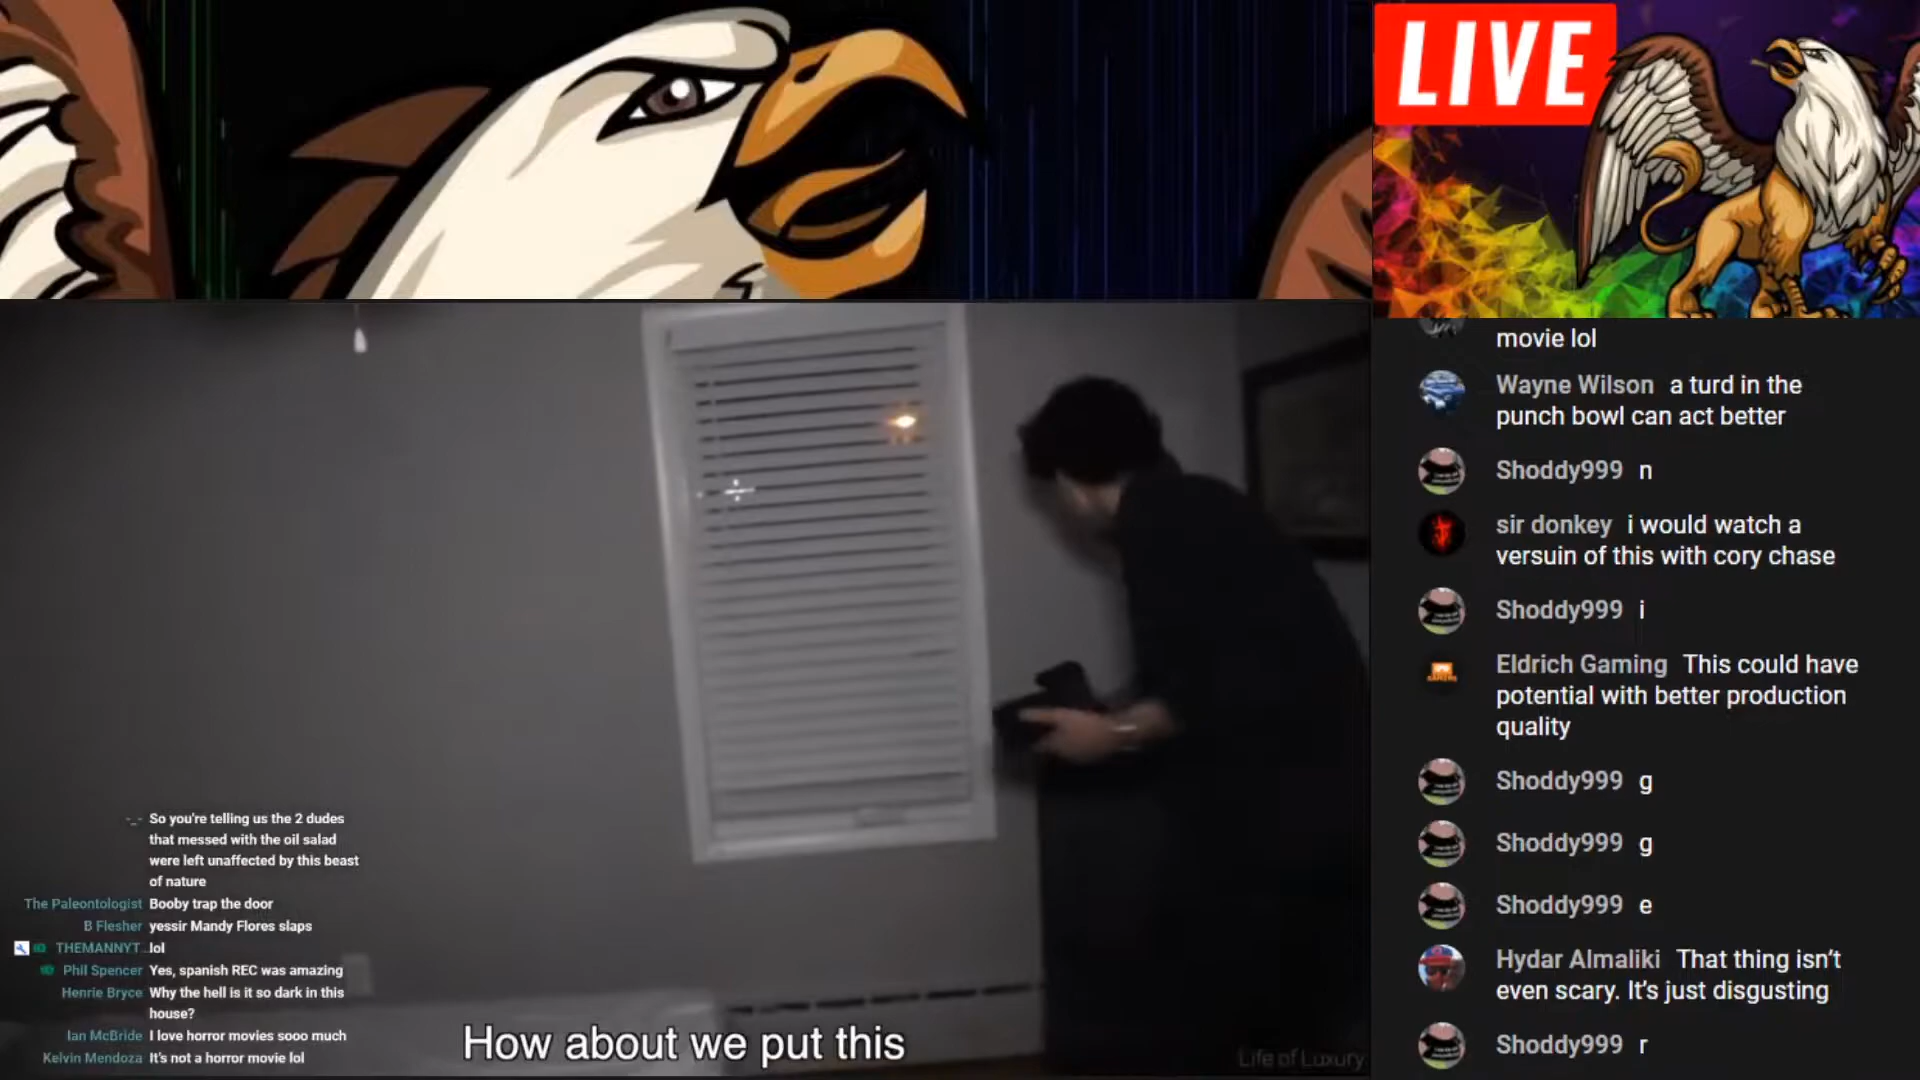 LIVE
movie lol
Wayne Wilson a turd in the
punch bowl can act better
Shoddy999 n
sir donkey i would watch a
versuin of this with cory chase
Shoddy999 i
Eldrich Gaming This could have
potential with better production
quality
Shoddy999 g
Shoddy999 g
Shoddy999 e
Hydar Almaliki That thing isn't
even scary. It's just disgusting
Shoddy999 r
-_- So you're telling us the 2 dudes
that messed with the oil salad
were left unaffected by this beast
of nature
The Paleontologist Booby trap the door
B Flesher yessir Mandy Flores slaps
THEMANNYT… lol
Phil Spencer Yes, spanish REC was amazing
Henrie Bryce Why the hell is it so dark in this
house?
Ian McBride I love horror movies sooo much
Kelvin Mendoza It's not a horror movie lol
How about we put this
Life of Luxury